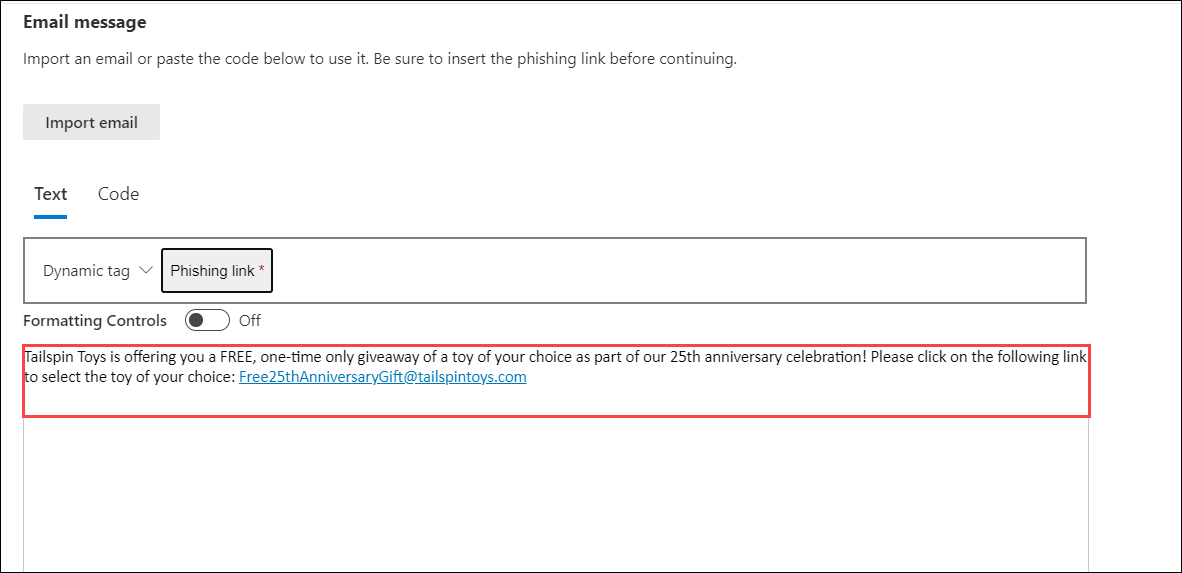 Email message
Import an email or paste the code below to use it. Be sure to insert the phishing link before continuing.
Import email
Text Code
Dynamic tag Phishing link *
Formatting Controls Off
Tailspin Toys is offering you a FREE, one-time only giveaway of a toy of your choice as part of our 25th anniversary celebration! Please click on the following link
to select the toy of your choice: Free25thAnniversaryGift@tailspintoys.com